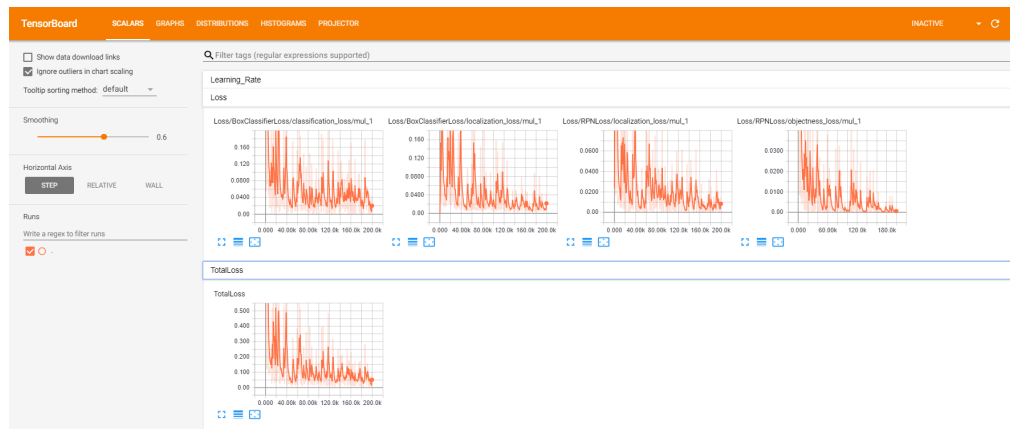 TensorBoard SCALARS GRAPHS DISTRIBUTIONS HISTOGRAMS PROJECTOR INACTIVE
Show data download links
Ignore outliers in chart scaling
Tooltip sorting method: default
Smoothing
0.6
Horizontal Axis
STEP RELATIVE WALL
Runs
Write a regex to filter runs
.
Filter tags (regular expressions supported)
Learning_Rate
Loss
Loss/BoxClassifierLoss/classification_loss/mul_1
0.160
0.120
0.0800
0.0400
0.00
0.000 40.00k 80.00k 120.0k 160.0k 200.0k
Loss/BoxClassifierLoss/localization_loss/mul_1
0.160
0.120
0.0800
0.0400
0.00
0.000 40.00k 80.00k 120.0k 160.0k 200.0k
Loss/RPNLoss/localization_loss/mul_1
0.0600
0.0400
0.0200
0.00
0.000 40.00k 80.00k 120.0k 160.0k 200.0k
Loss/RPNLoss/objectness_loss/mul_1
0.0300
0.0200
0.0100
0.00
0.000 60.00k 120.0k 180.0k
TotalLoss
TotalLoss
0.500
0.400
0.300
0.200
0.100
0.00
0.000 40.00k 80.00k 120.0k 160.0k 200.0k